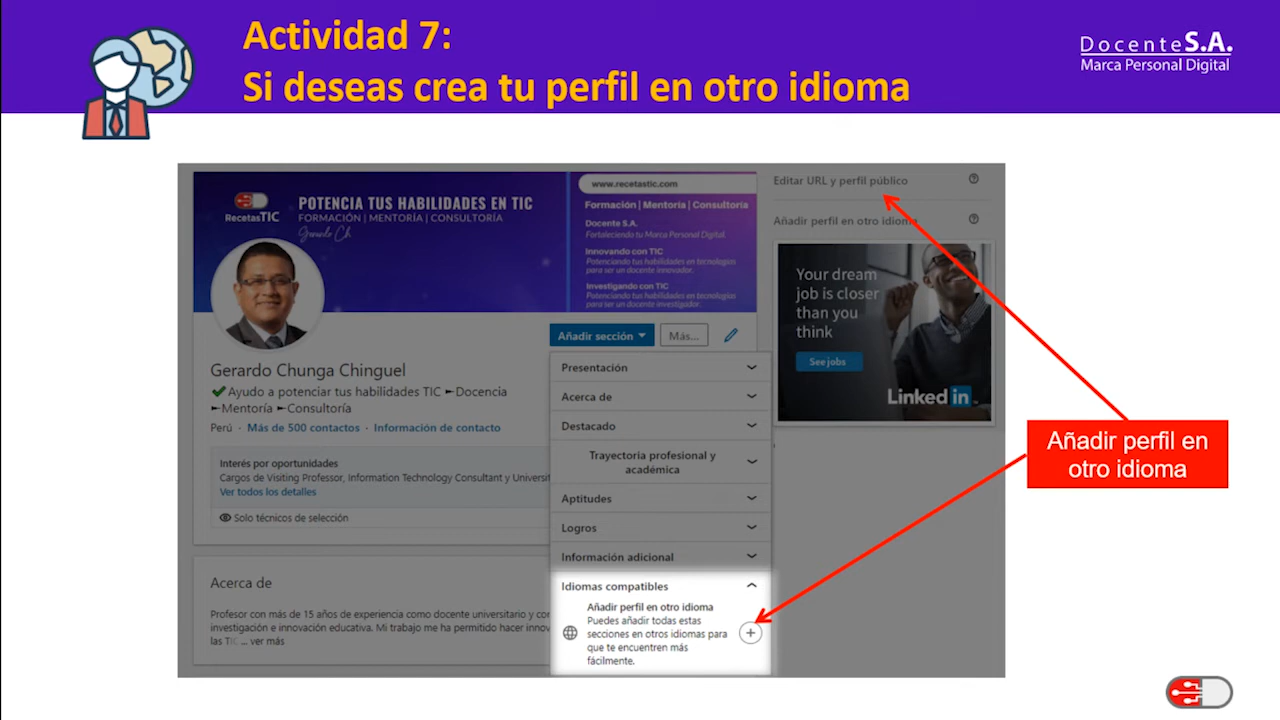 Actividad 7:
Si deseas crea tu perfil en otro idioma
DocenteS.A.
Marca Personal Digital
RecetasTIC
POTENCIA TUS HABILIDADES EN TIC
FORMACIÓN | MENTORÍA | CONSULTORÍA
Gerardo Ch
www.recetastic.com
Formación | Mentoría | Consultoría
Docente S.A.
Fortaleciendo tu Marca Personal Digital.
Innovando con TIC
Potenciando tus habilidades en tecnologías
para ser un docente innovador.
Investigando con TIC
Potenciando tus habilidades en tecnologías
para ser un docente investigador.
Gerardo Chunga Chinguel
✔Ayudo a potenciar tus habilidades TIC ►Docencia
►Mentoría ►Consultoría
Perú · Más de 500 contactos · Información de contacto
Interés por oportunidades
Cargos de Visiting Professor, Information Technology Consultant y Universit
Ver todos los detalles
Solo técnicos de selección
Acerca de
Profesor con más de 15 años de experiencia como docente universitario y con
investigación e innovación educativa. Mi trabajo me ha permitido hacer innov
las TIC ... ver más
Añadir sección
Más...
Presentación
Acerca de
Destacado
Trayectoria profesional y
académica
Aptitudes
Logros
Información adicional
Idiomas compatibles
Añadir perfil en otro idioma
Puedes añadir todas estas
secciones en otros idiomas para
que te encuentren más
fácilmente.
Editar URL y perfil público
Añadir perfil en otro idioma
Your dream
job is closer
than you
think
See jobs
Linked in
Añadir perfil en
otro idioma